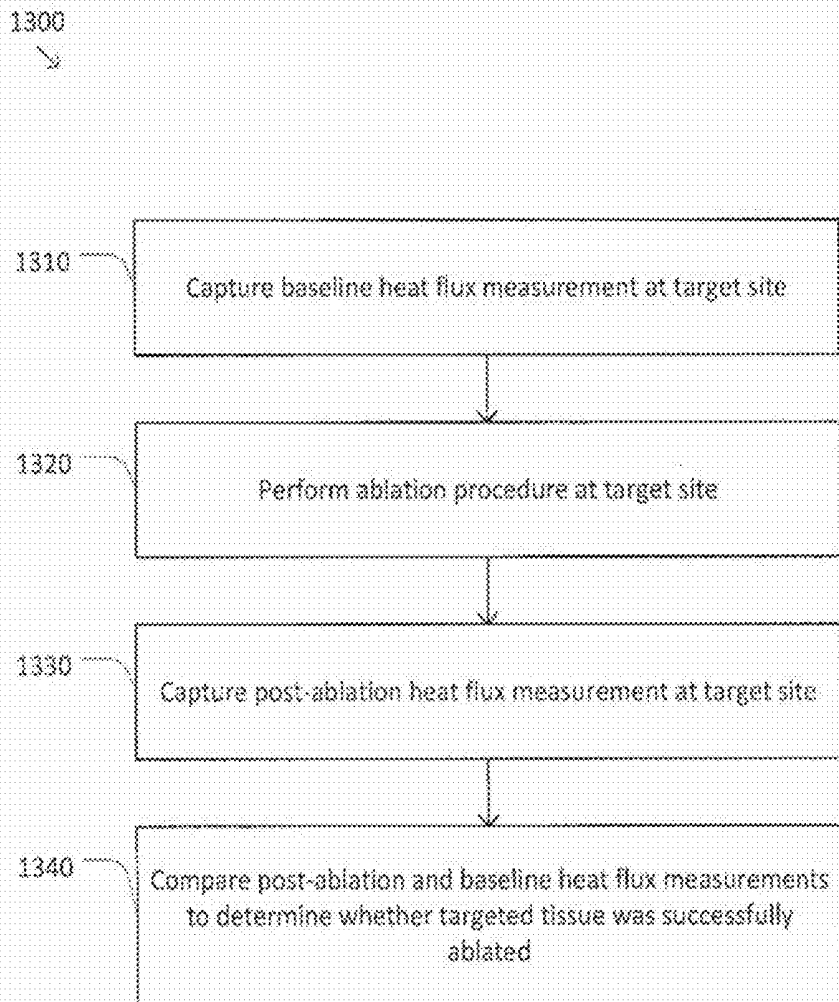 1300
1310
Capture baseline heat flux measurement at target site
1320
Perform ablation procedure at target site
1330
Capture post-ablation heat flux measurement at target site
1340
Compare post-ablation and baseline heat flux measurements
to determine whether targeted tissue was successfully
ablated